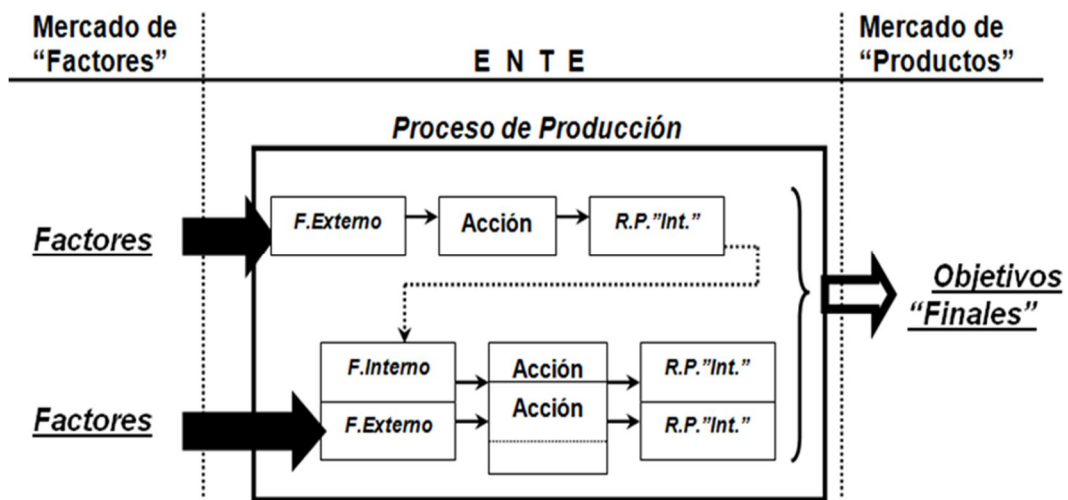 Mercado de
“Factores”
E N T E
Mercado de
“Productos”
Proceso de Producción
Factores
F.Externo
Acción
R.P.”Int.”
Objetivos
“Finales”
F.Interno
Acción
R.P.”Int.”
Factores
F.Externo
Acción
R.P.”Int.”